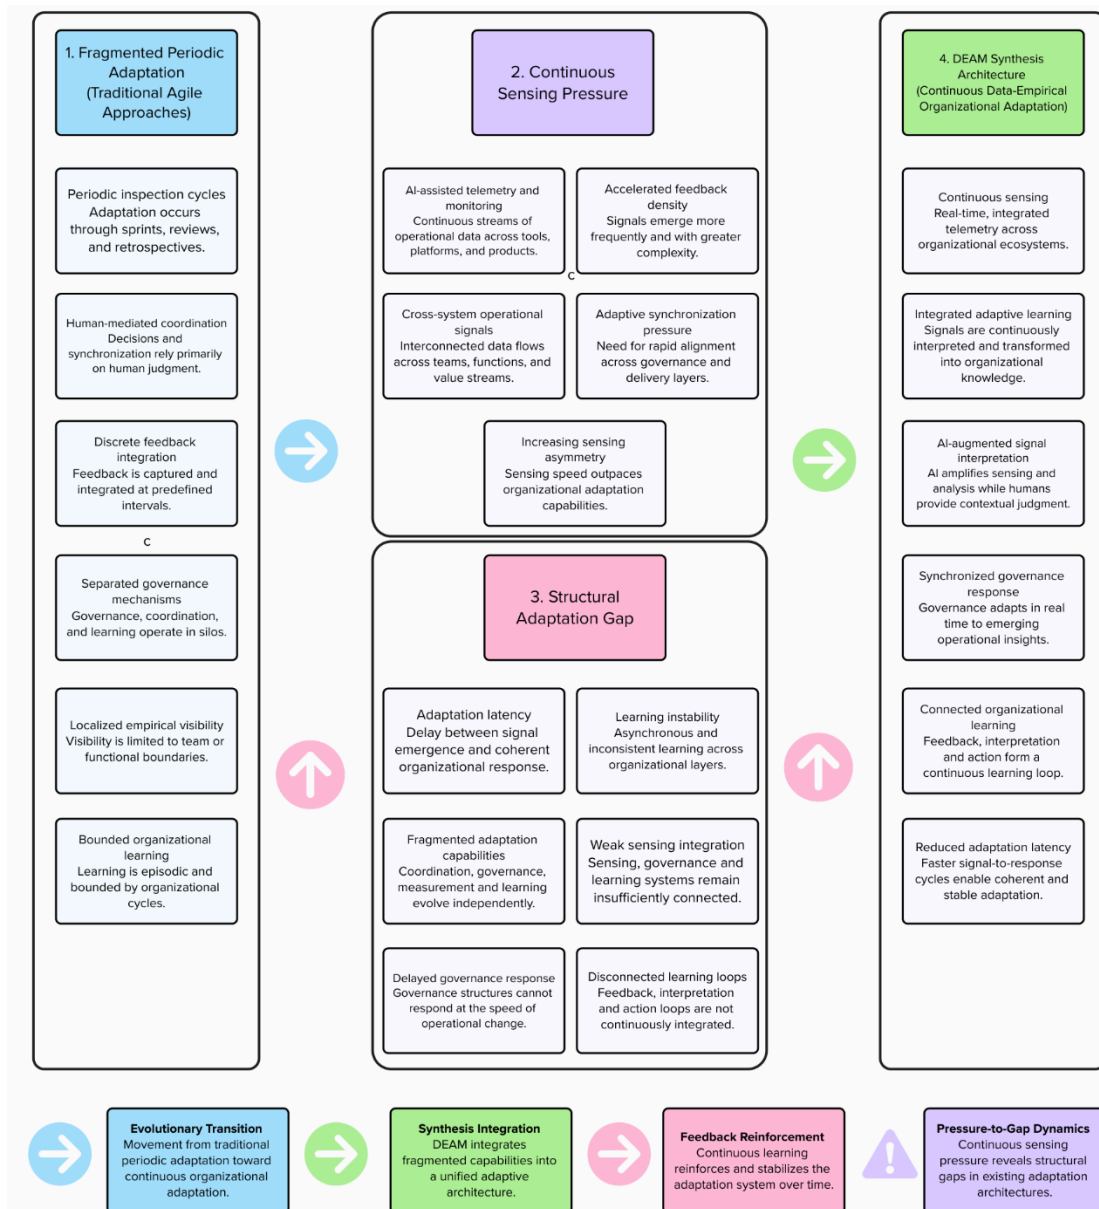 1. Fragmented Periodic
Adaptation
(Traditional Agile
Approaches)
Periodic inspection cycles
Adaptation occurs
through sprints, reviews,
and retrospectives.
Human-mediated coordination
Decisions and
synchronization rely primarily
on human judgment.
Discrete feedback
integration
Feedback is captured and
integrated at predefined
intervals.
c
Separated governance
mechanisms
Governance, coordination,
and learning operate in silos.
Localized empirical visibility
Visibility is limited to team or
functional boundaries.
Bounded organizational
learning
Learning is episodic and
bounded by organizational
cycles.
2. Continuous
Sensing Pressure
AI-assisted telemetry and
monitoring
Continuous streams of
operational data across tools,
platforms, and products.
Accelerated feedback
density
Signals emerge more
frequently and with greater
complexity.
c
Cross-system operational
signals
Interconnected data flows
across teams, functions, and
value streams.
Adaptive synchronization
pressure
Need for rapid alignment
across governance and
delivery layers.
Increasing sensing
asymmetry
Sensing speed outpaces
organizational adaptation
capabilities.
3. Structural
Adaptation Gap
Adaptation latency
Delay between signal
emergence and coherent
organizational response.
Learning instability
Asynchronous and
inconsistent learning across
organizational layers.
Fragmented adaptation
capabilities
Coordination, governance,
measurement and learning
evolve independently.
Weak sensing integration
Sensing, governance and
learning systems remain
insufficiently connected.
Delayed governance response
Governance structures cannot
respond at the speed of
operational change.
Disconnected learning loops
Feedback, interpretation
and action loops are not
continuously integrated.
4. DEAM Synthesis
Architecture
(Continuous Data-Empirical
Organizational Adaptation)
Continuous sensing
Real-time, integrated
telemetry across
organizational ecosystems.
Integrated adaptive learning
Signals are continuously
interpreted and transformed
into organizational
knowledge.
AI-augmented signal
interpretation
AI amplifies sensing and
analysis while humans
provide contextual judgment.
Synchronized governance
response
Governance adapts in real
time to emerging
operational insights.
Connected organizational
learning
Feedback, interpretation
and action form a
continuous learning loop.
Reduced adaptation latency
Faster signal-to-response
cycles enable coherent and
stable adaptation.
Evolutionary Transition
Movement from traditional
periodic adaptation toward
continuous organizational
adaptation.
Synthesis Integration
DEAM integrates
fragmented capabilities into
a unified adaptive
architecture.
Feedback Reinforcement
Continuous learning
reinforces and stabilizes the
adaptation system over time.
Pressure-to-Gap Dynamics
Continuous sensing
pressure reveals structural
gaps in existing adaptation
architectures.